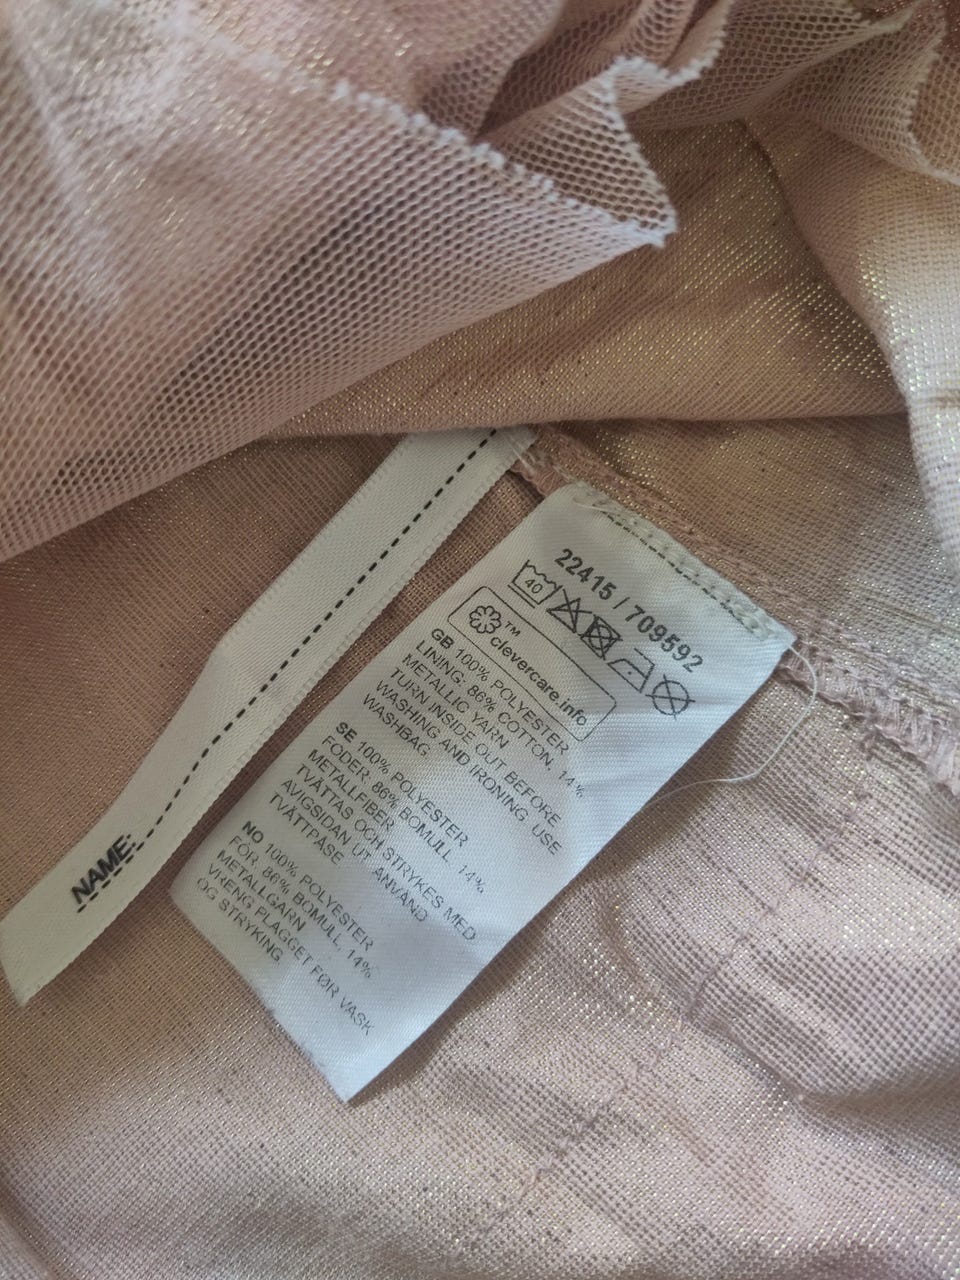 NAME:
22415 / 709592
40
™
clevercare.info
GB 100% POLYESTER
LINING: 86% COTTON, 14%
METALLIC YARN
TURN INSIDE OUT BEFORE
WASHING AND IRONING USE
WASHBAG.
SE 100% POLYESTER
FODER: 86% BOMULL, 14%
METALLFIBER
TVÄTTAS OCH STRYKES MED
AVIGSIDAN UT ANVÄND
TVÄTTPÅSE
NO 100% POLYESTER
FÔR: 86% BOMULL, 14%
METALLGARN
VRENG PLAGGET FØR VASK
OG STRYKING